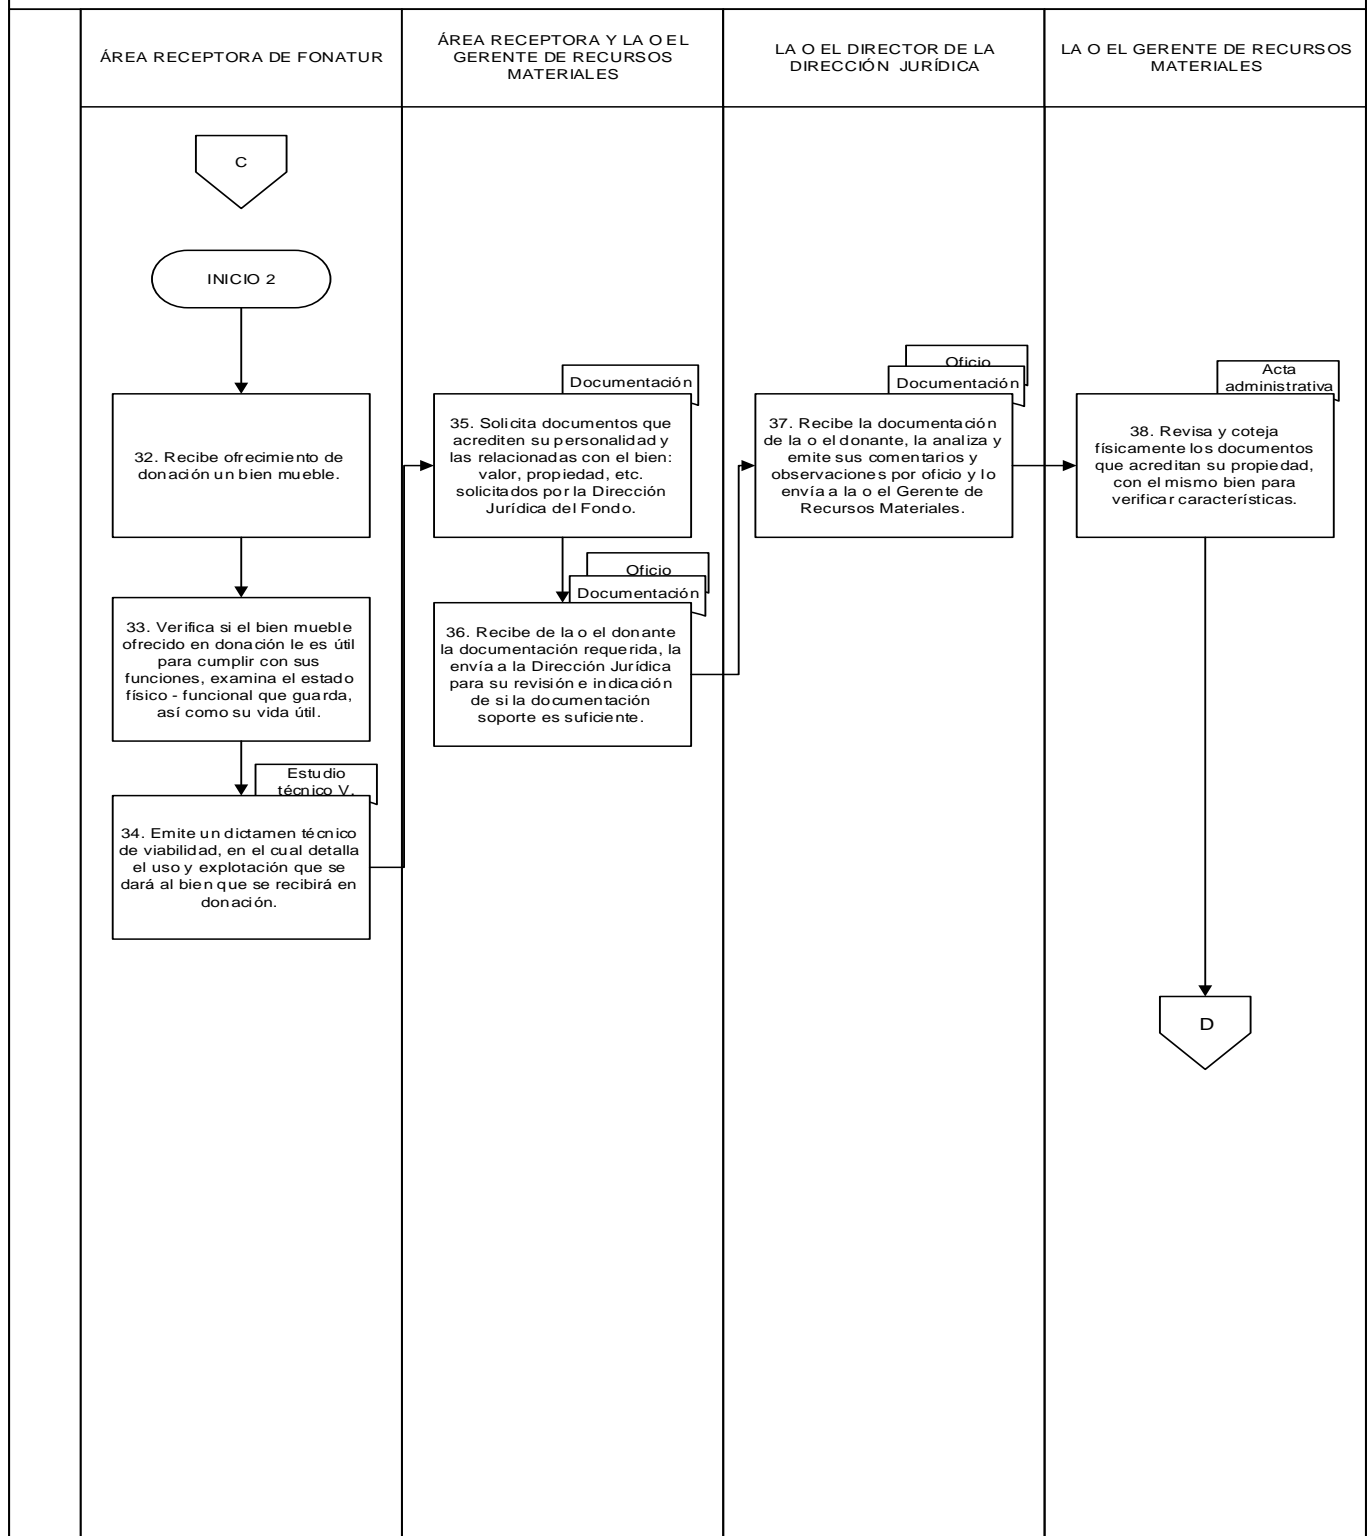 ÁREA RECEPTORA DE FONATUR
ÁREA RECEPTORA Y LA O EL
GERENTE DE RECURSOS
MATERIALES
LA O EL DIRECTOR DE LA
DIRECCIÓN JURÍDICA
LA O EL GERENTE DE RECURSOS
MATERIALES
C
INICIO 2
32. Recibe ofrecimiento de
donación un bien mueble.
33. Verifica si el bien mueble
ofrecido en donación le es útil
para cumplir con sus
funciones, examina el estado
físico - funcional que guarda,
así como su vida útil.
Estudio
técnico V.
34. Emite un dictamen técnico
de viabilidad, en el cual detalla
el uso y explotación que se
dará al bien que se recibirá en
donación.
Documentación
35. Solicita documentos que
acrediten su personalidad y
las relacionadas con el bien:
valor, propiedad, etc.
solicitados por la Dirección
Jurídica del Fondo.
Oficio
Documentación
36. Recibe de la o el donante
la documentación requerida, la
envía a la Dirección Jurídica
para su revisión e indicación
de si la documentación
soporte es suficiente.
Oficio
Documentación
37. Recibe la documentación
de la o el donante, la analiza y
emite sus comentarios y
observaciones por oficio y lo
envía a la o el Gerente de
Recursos Materiales.
Acta
administrativa
38. Revisa y coteja
físicamente los documentos
que acreditan su propiedad,
con el mismo bien para
verificar características.
D